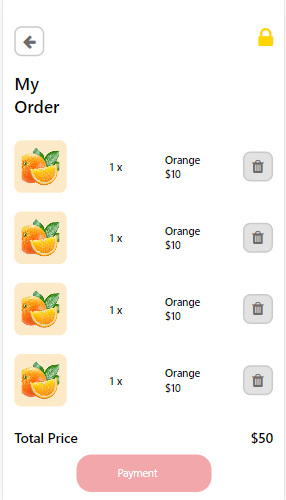 My
Order
1 x
Orange
$10
1 x
Orange
$10
1 x
Orange
$10
1 x
Orange
$10
Total Price $50
Payment